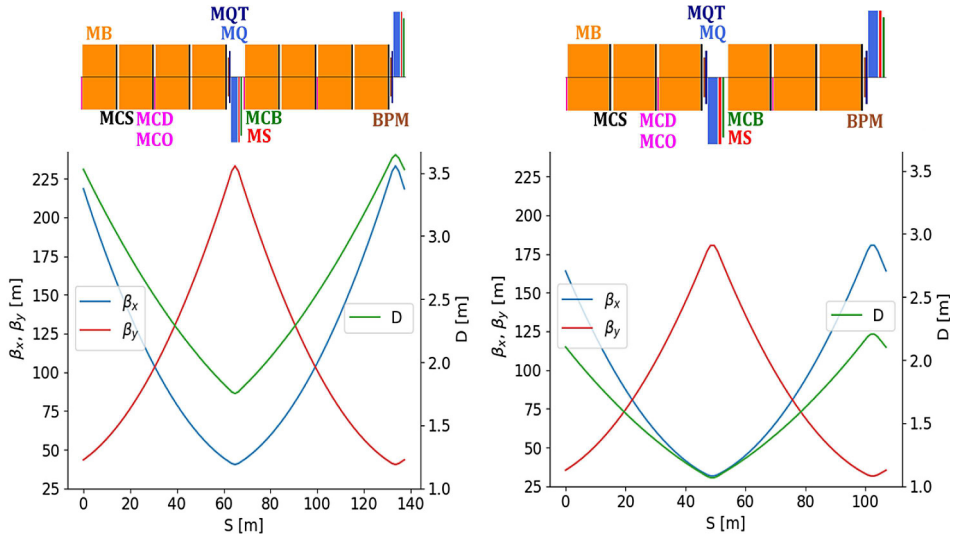 MQT
MB MQ
MCS MCD MCB BPM
MCO MS
225
200
175
150
125
100
75
50
25
βx, βy [m]
βx
βy
D
3.5
3.0
2.5
2.0
1.5
1.0
D [m]
0 20 40 60 80 100 120 140
S [m]
MQT
MB MQ
MCS MCD MCB BPM
MCO MS
225
200
175
150
125
100
75
50
25
βx, βy [m]
βx
βy
D
3.5
3.0
2.5
2.0
1.5
1.0
D [m]
0 20 40 60 80 100
S [m]